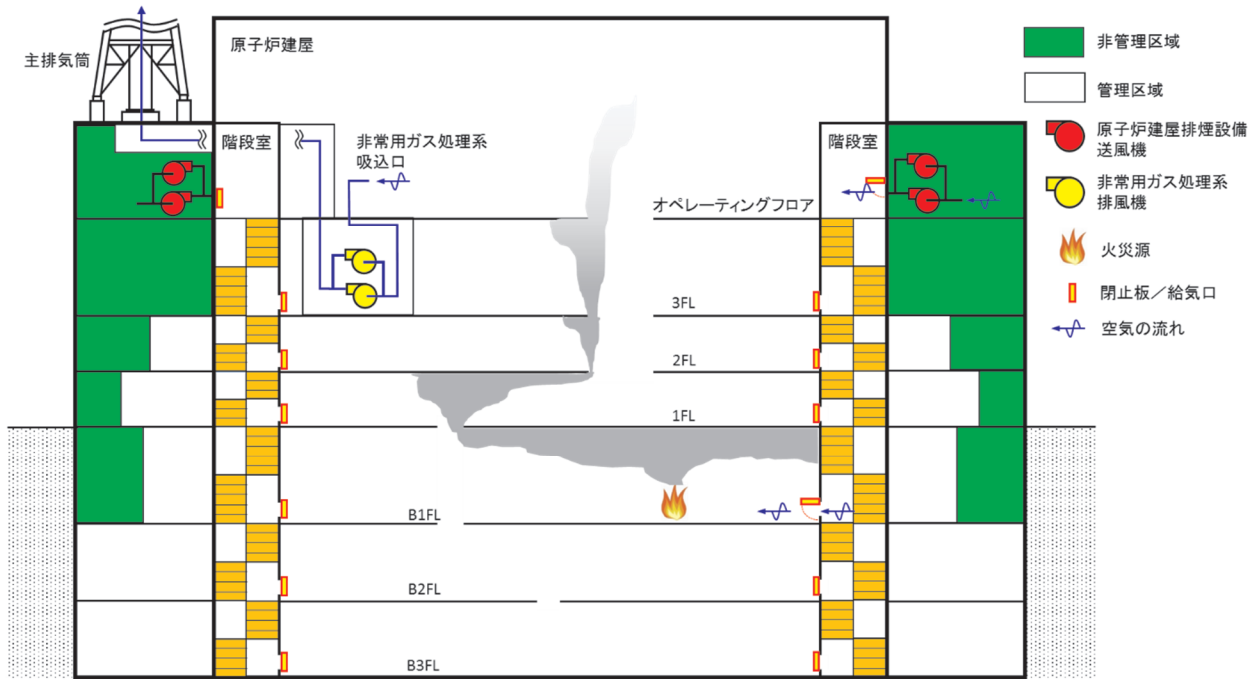 主排気筒
原子炉建屋
階段室
非常用ガス処理系
吸込口
階段室
オペレーティングフロア
3FL
2FL
1FL
B1FL
B2FL
B3FL
非管理区域
管理区域
原子炉建屋排煙設備
送風機
非常用ガス処理系
排風機
火災源
閉止板／給気口
空気の流れ